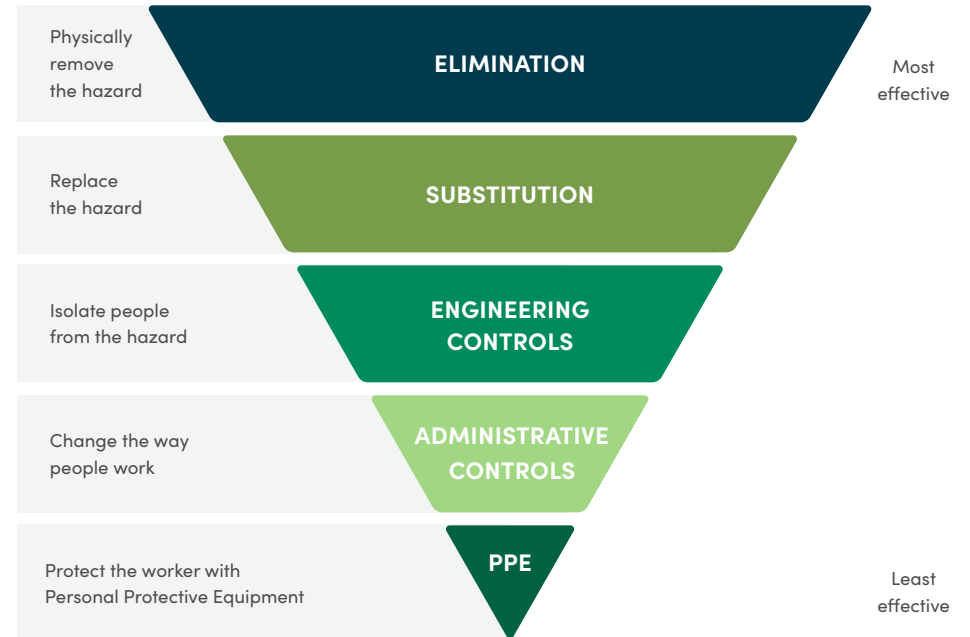 Physically
remove
the hazard
ELIMINATION
Most
effective
Replace
the hazard
SUBSTITUTION
Isolate people
from the hazard
ENGINEERING
CONTROLS
Change the way
people work
ADMINISTRATIVE
CONTROLS
Protect the worker with
Personal Protective Equipment
PPE
Least
effective